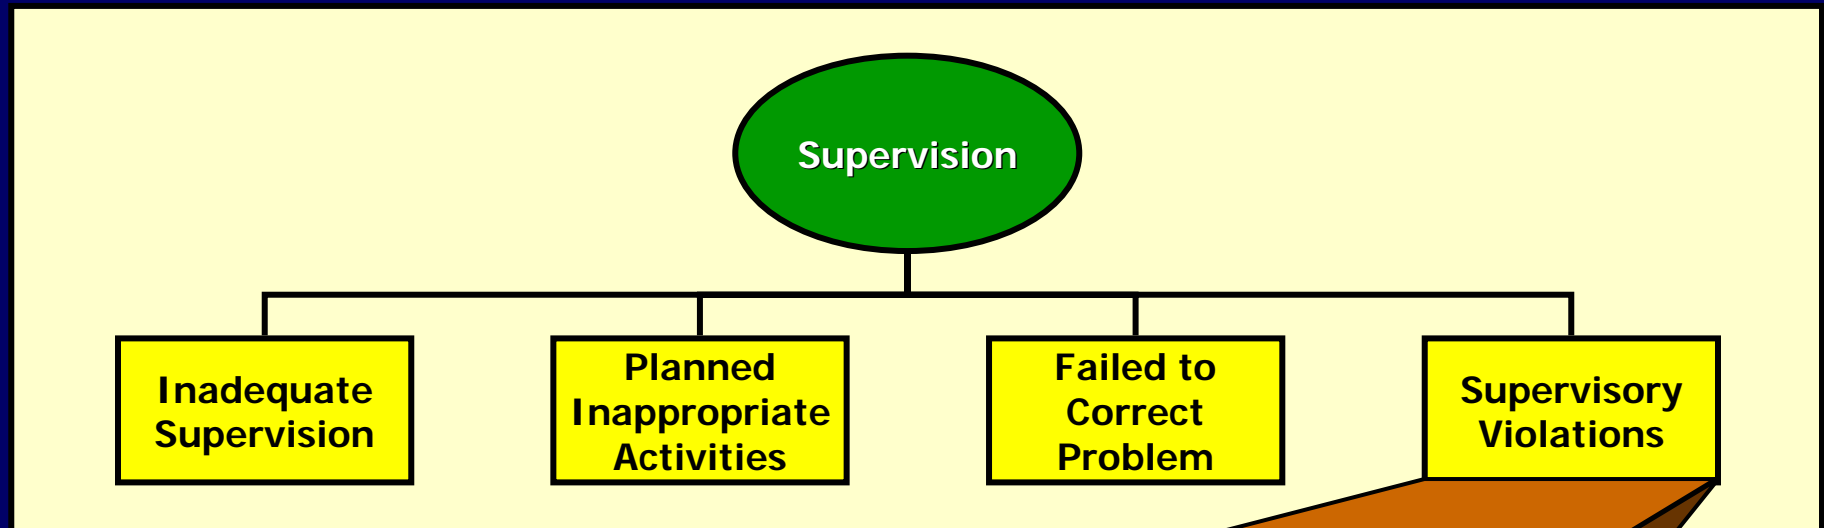 Supervision
Inadequate
Supervision
Planned
Inappropriate
Activities
Failed to
Correct
Problem
Supervisory
Violations